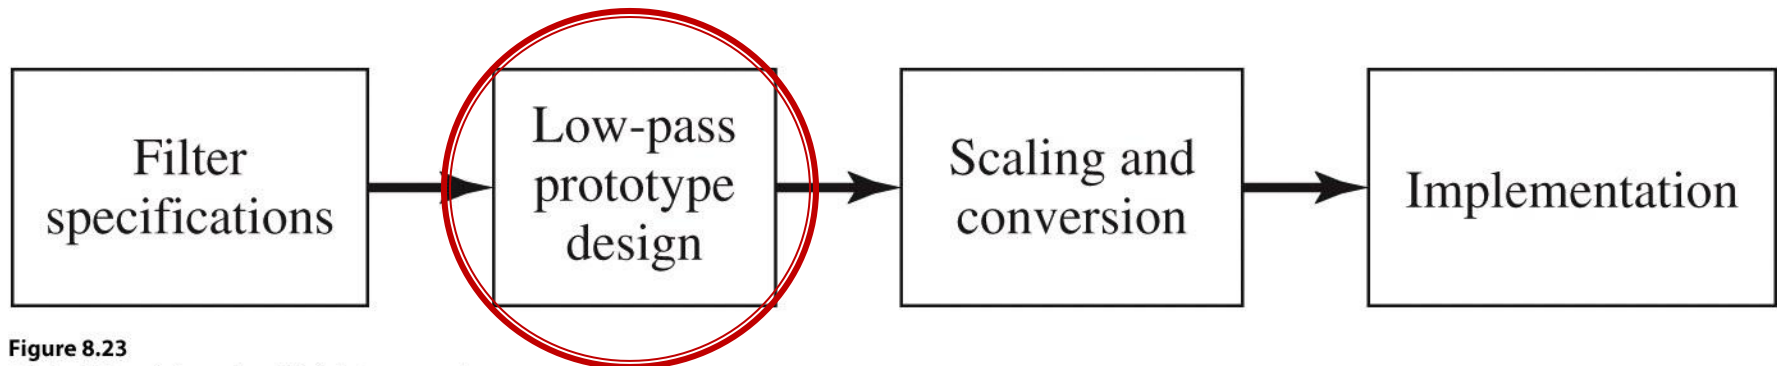 Filter
specifications
Low-pass
prototype
design
Scaling and
conversion
Implementation
Figure 8.23